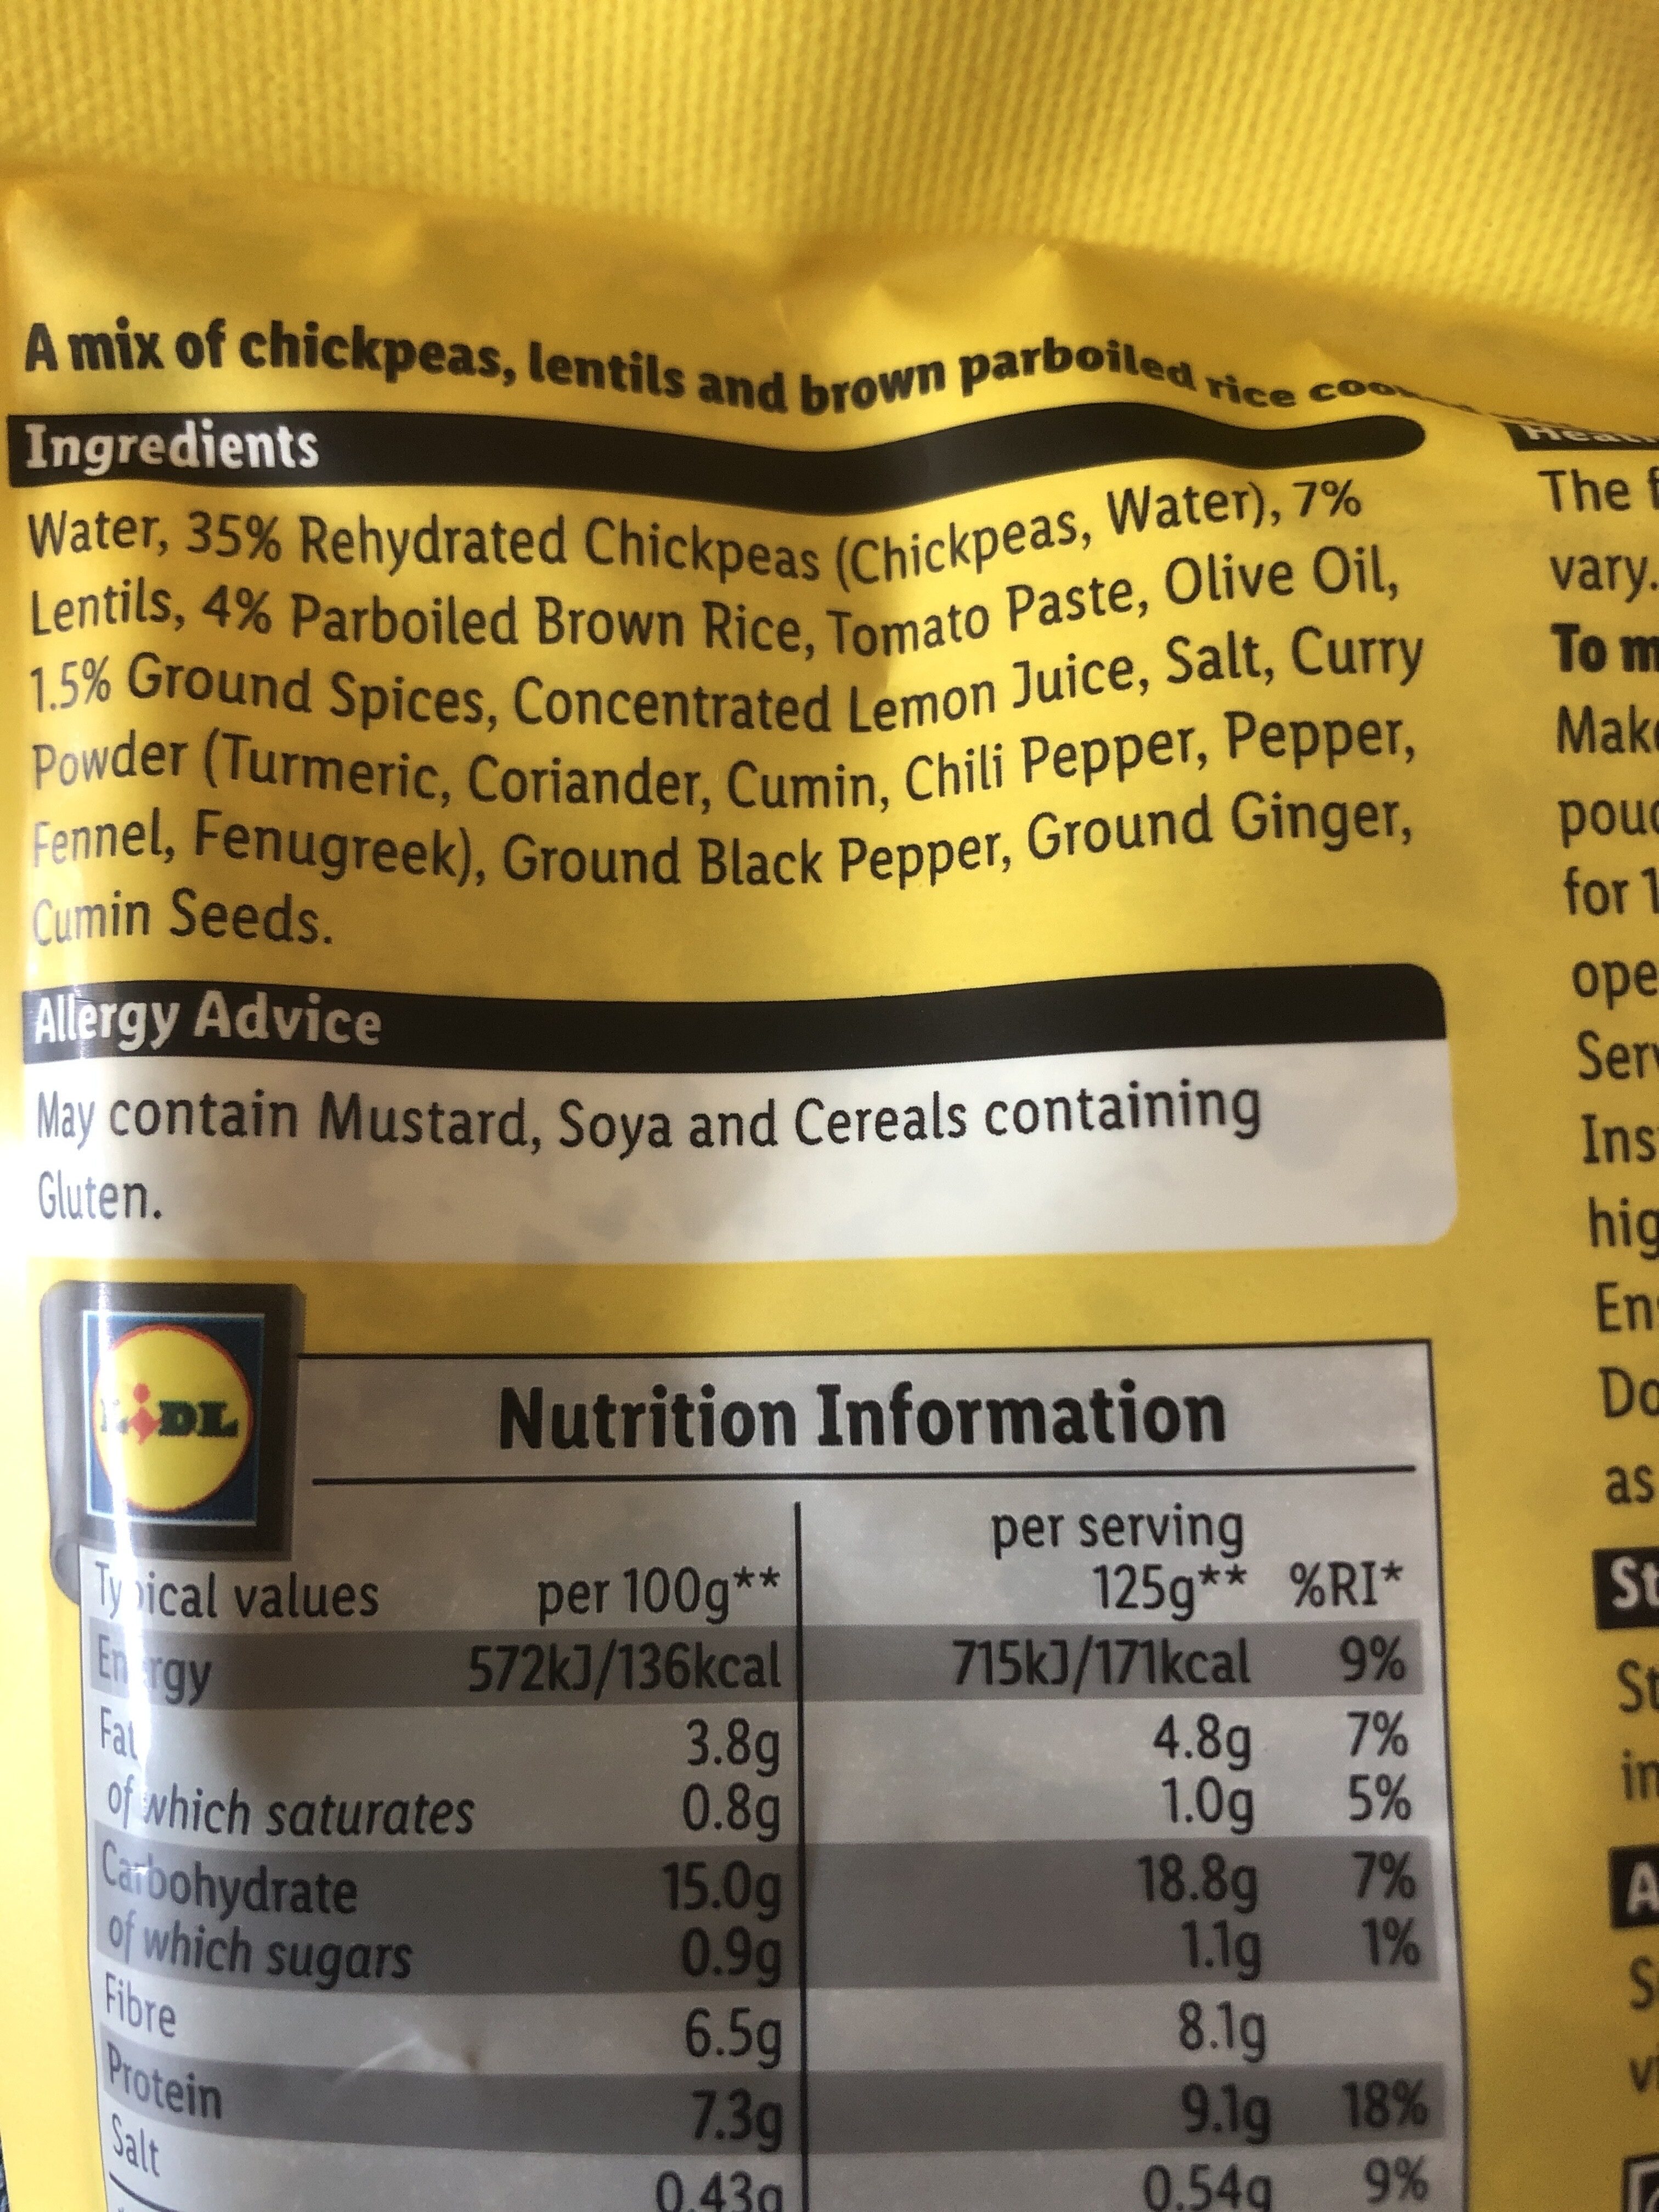 A mix of chickpeas, lentils and brown parboiled rice
Ingredients
Water, 35% Rehydrated Chickpeas (Chickpeas, Water), 7%
Lentils, 4% Parboiled Brown Rice, Tomato Paste, Olive Oil,
1.5% Ground Spices, Concentrated Lemon Juice, Salt, Curry
Powder (Turmeric, Coriander, Cumin, Chili Pepper, Pepper,
Fennel, Fenugreek), Ground Black Pepper, Ground Ginger,
Cumin Seeds.
Allergy Advice
May contain Mustard, Soya and Cereals containing
Gluten.
LIDL
Nutrition Information
per serving
Typical values per 100g** 125g** %RI*
Energy 572kJ/136kcal 715kJ/171kcal 9%
Fat 3.8g 4.8g 7%
of which saturates 0.8g 1.0g 5%
Carbohydrate 15.0g 18.8g 7%
of which sugars 0.9g 1.1g 1%
Fibre 6.5g 8.1g
Protein 7.3g 9.1g 18%
Salt 0.43g 0.54g 9%
The
vary.
To
for
as